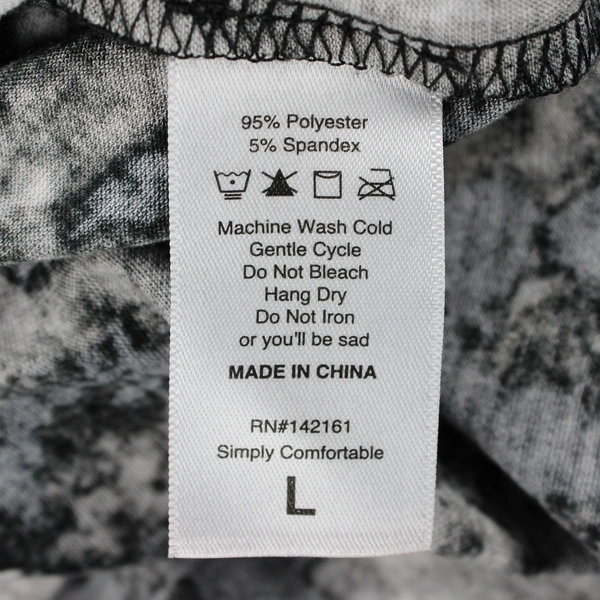 95% Polyester
5% Spandex
Machine Wash Cold
Gentle Cycle
Do Not Bleach
Hang Dry
Do Not Iron
or you'll be sad
MADE IN CHINA
RN#142161
Simply Comfortable
L